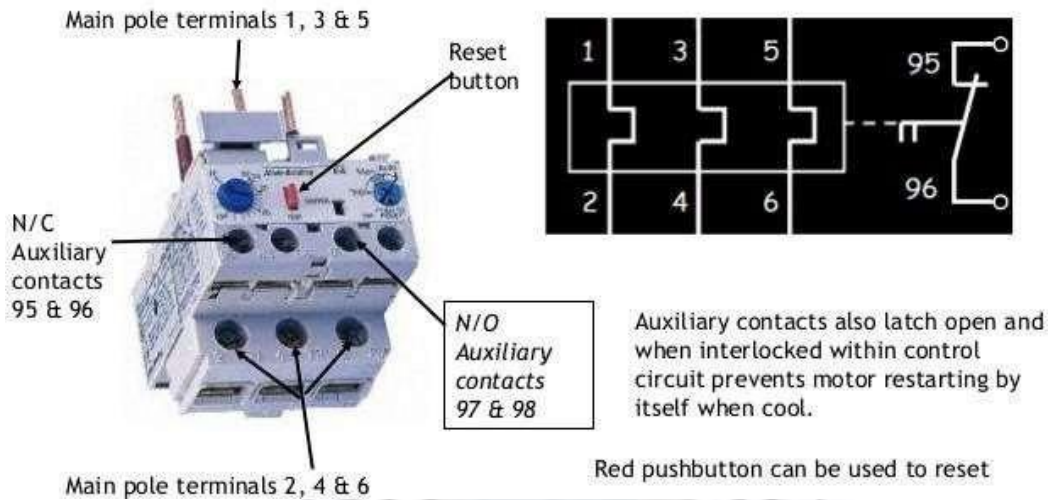 Main pole terminals 1, 3 & 5
Reset
button
1
3
5
95
2
4
6
96
N/C
Auxiliary
contacts
95 & 96
N/O
Auxiliary
contacts
97 & 98
Auxiliary contacts also latch open and
when interlocked within control
circuit prevents motor restarting by
itself when cool.
Main pole terminals 2, 4 & 6
Red pushbutton can be used to reset